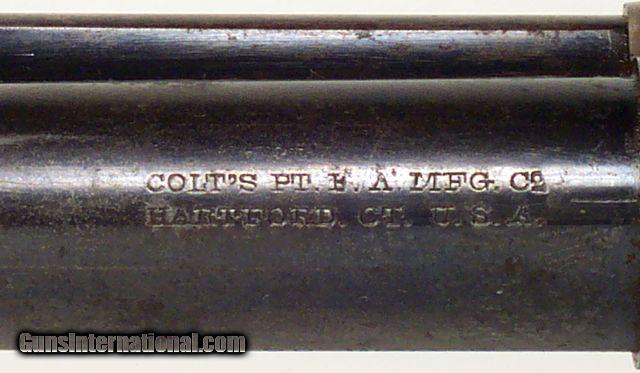 COLT'S PT. F. A. MFG. Co
HARTFORD. CT. U.S.A.
GunsInternational.com